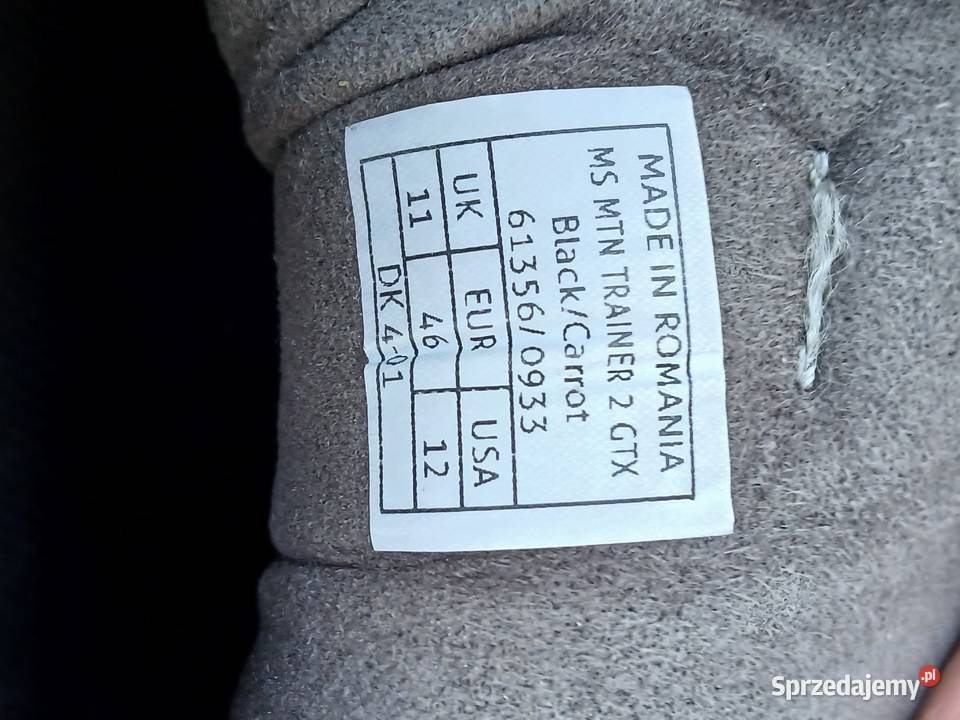 MADE IN ROMANIA
MS MTN TRAINER 2 GTX
Black/Carrot
61356/0933
UK EUR USA
11 46 12
DK 4-01
Sprzedajemy.pl